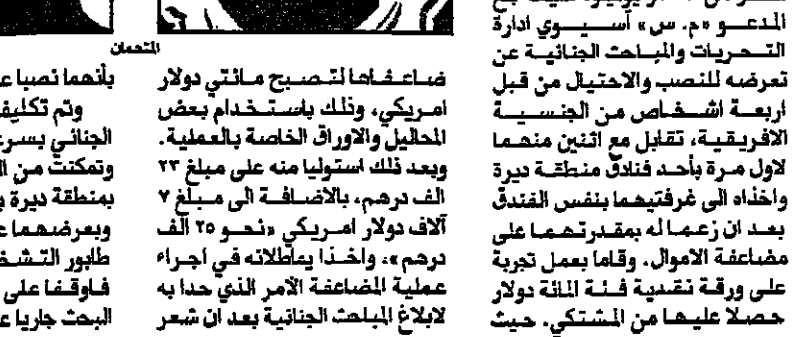 المدعو «م. س» آسيوي ادارة
التحريات والمباحث الجنائية عن
تعرضه للنصب والاحتيال من قبل
اربعة اشخاص من الجنسية
الافريقية، تقابل مع اثنين منهما
لاول مرة بأحد فنادق منطقة ديرة
واخذاه الى غرفتيهما بنفس الفندق
بعد ان زعما له بمقدرتهما على
مضاعفة الاموال. وقاما بعمل تجربة
على ورقة نقدية فئة المائة دولار
حصلا عليها من المشتكي. حيث
المتهمان
ضاعفاها لتصبح مائتي دولار
امريكي، وذلك باستخدام بعض
المحاليل والاوراق الخاصة بالعملية.
وبعد ذلك استوليا منه على مبلغ ٢٣
الف درهم، بالاضافة الى مبلغ ٧
آلاف دولار امريكي «نحو ٢٥ الف
درهم»، واخذا يماطلانه في اجراء
عملية المضاعفة الأمر الذي حدا به
لابلاغ المباحث الجنائية بعد ان شعر
بأنهما نصبا
وتم تكليف
الجنائي
وتمكنت من
بمنطقة ديرة
وبعرضهما
طابور
فاوقفا على
البحث جاريا